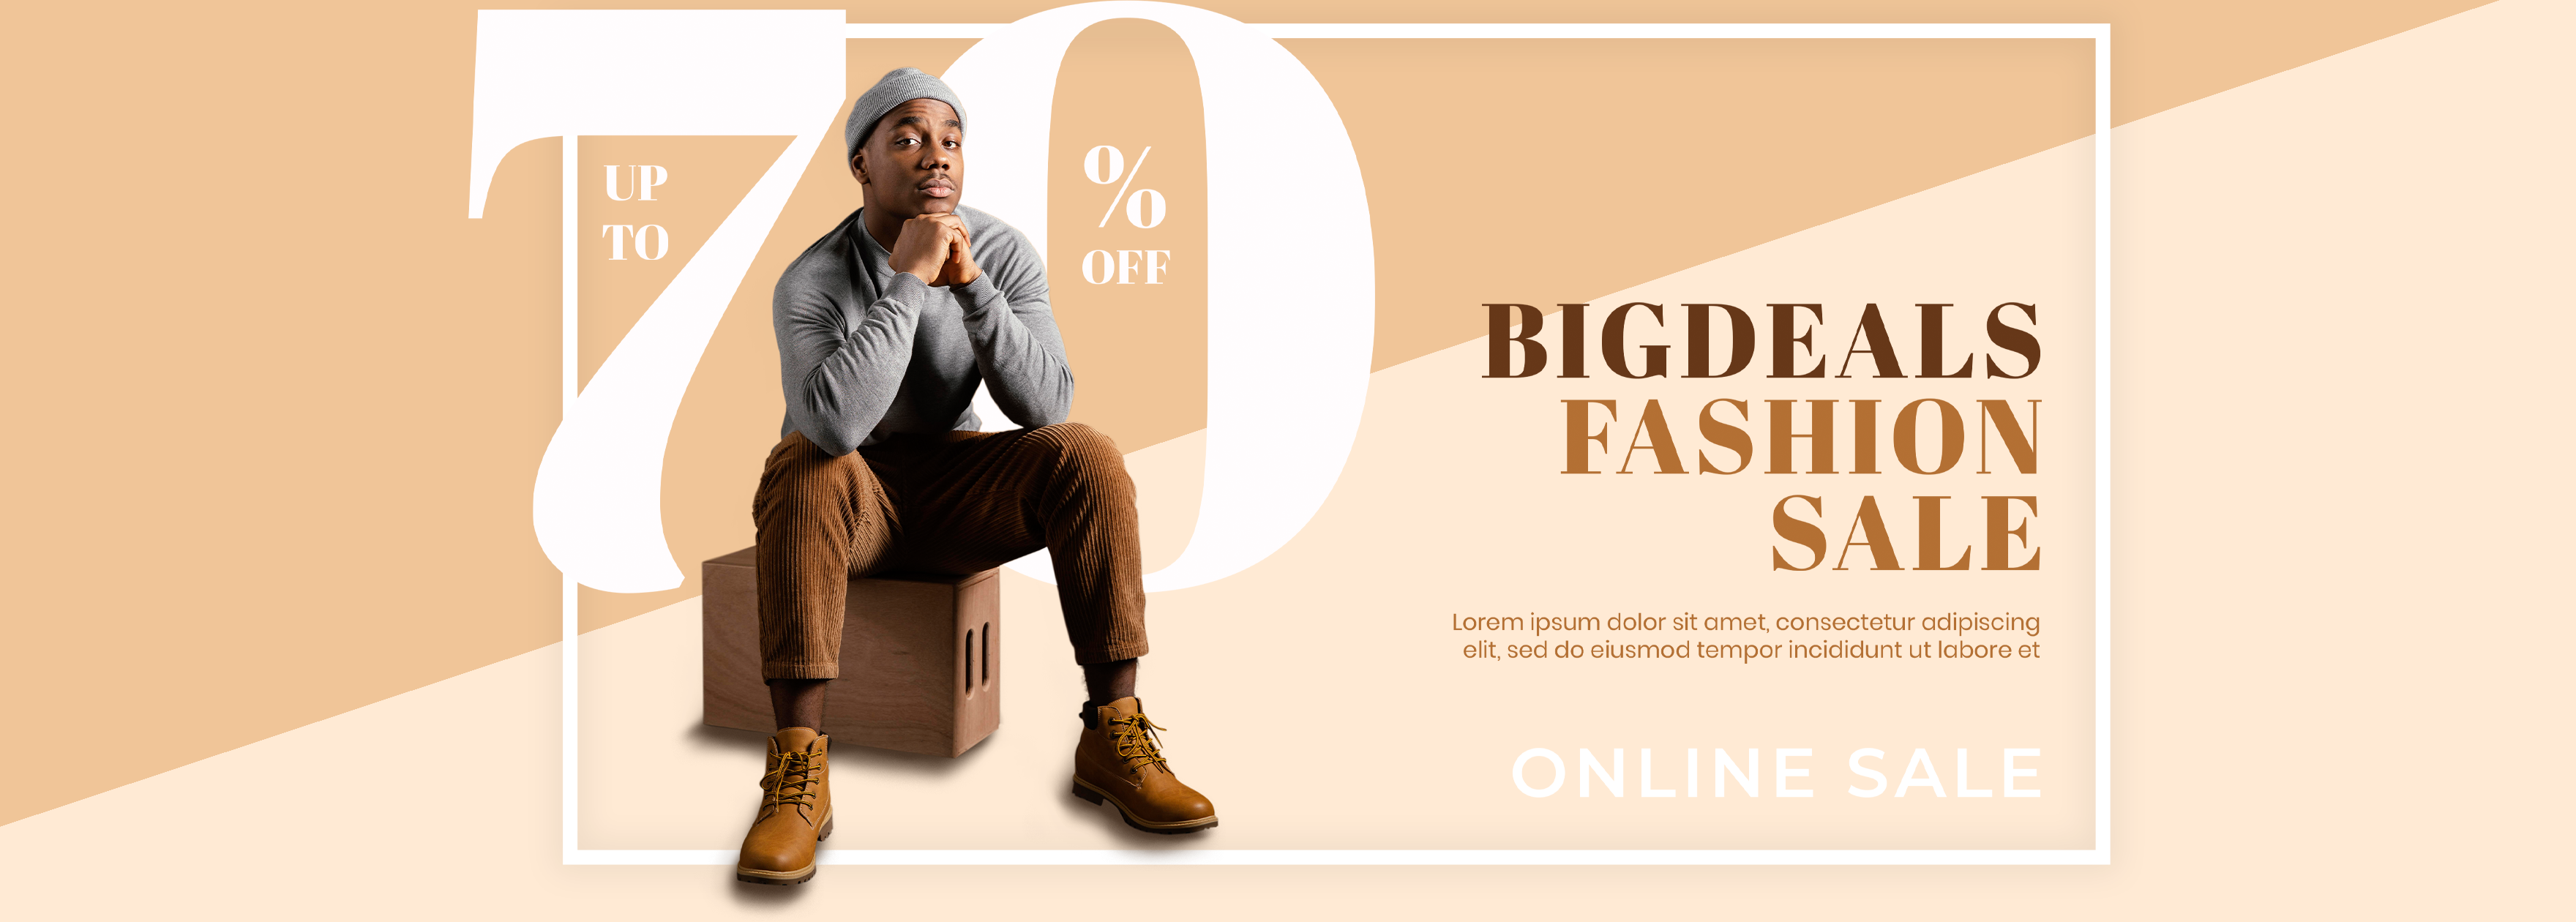 70
UP
TO
%
OFF
BIGDEALS
FASHION
SALE
Lorem ipsum dolor sit amet, consectetur adipiscing
elit, sed do eiusmod tempor incididunt ut labore et
ONLINE SALE